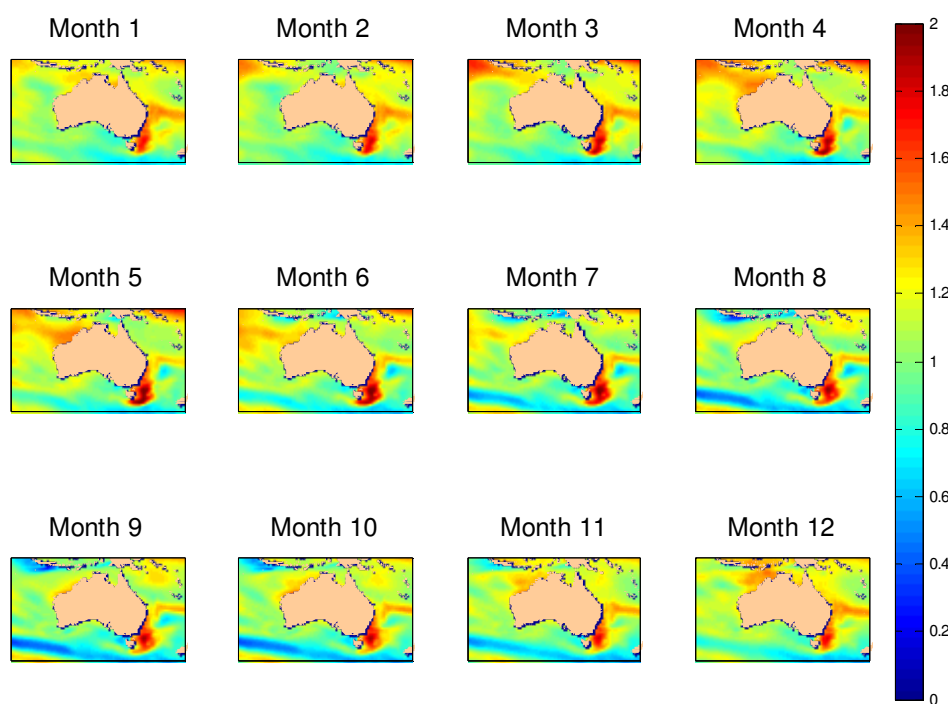 Month 1
Month 2
Month 3
Month 4
Month 5
Month 6
Month 7
Month 8
Month 9
Month 10
Month 11
Month 12
2
1.8
1.6
1.4
1.2
1
0.8
0.6
0.4
0.2
0